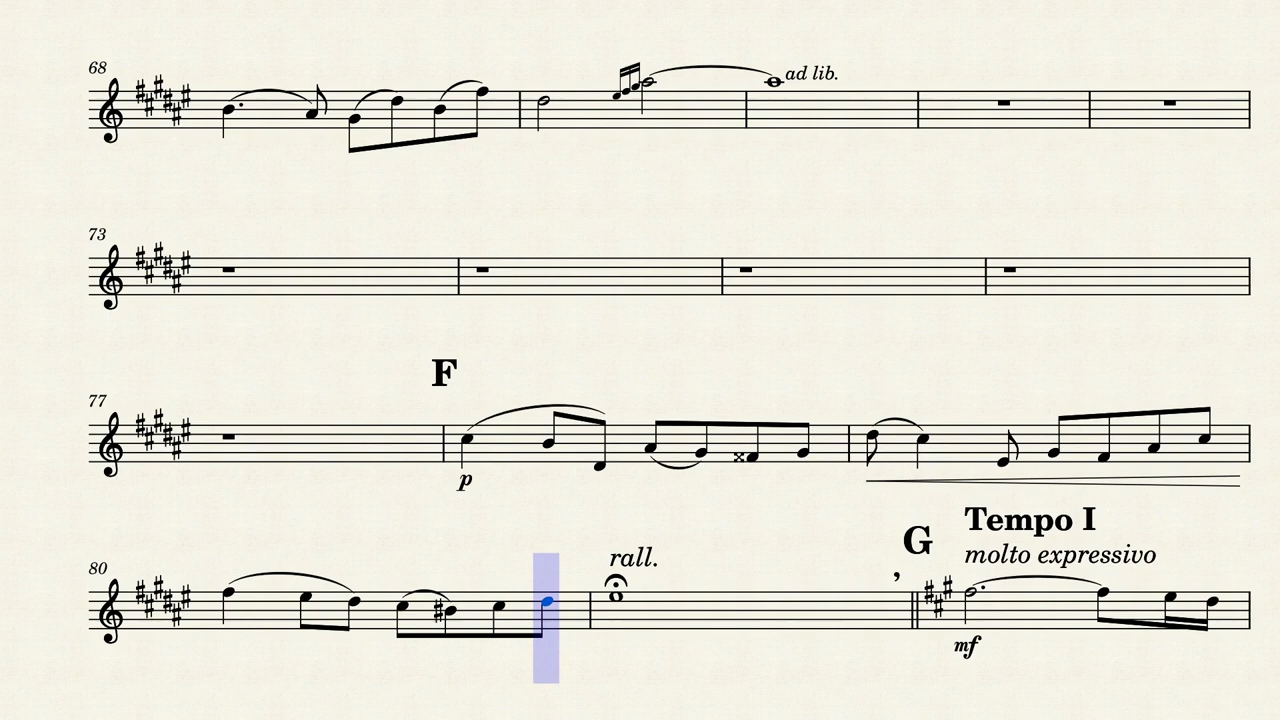 68
ad lib.
73
F
77
p
G
Tempo I
molto expressivo
80
rall.
mf